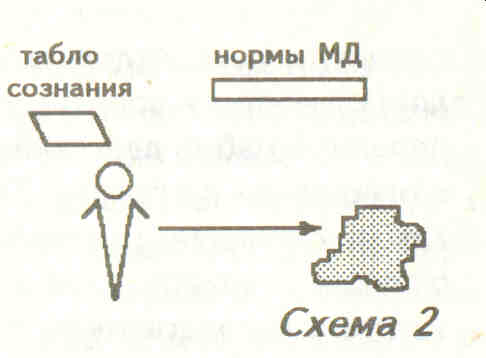 табло
сознания
нормы МД
Схема 2